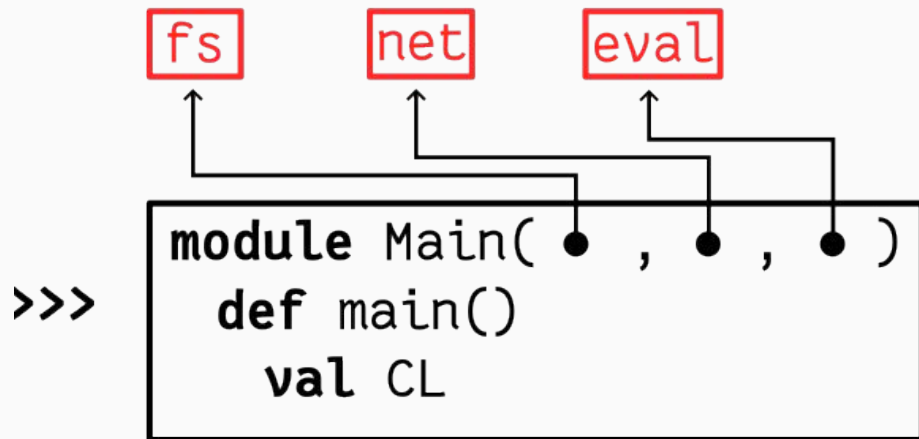 fs net eval
module Main( ● , ● , ● )
>>> def main()
val CL